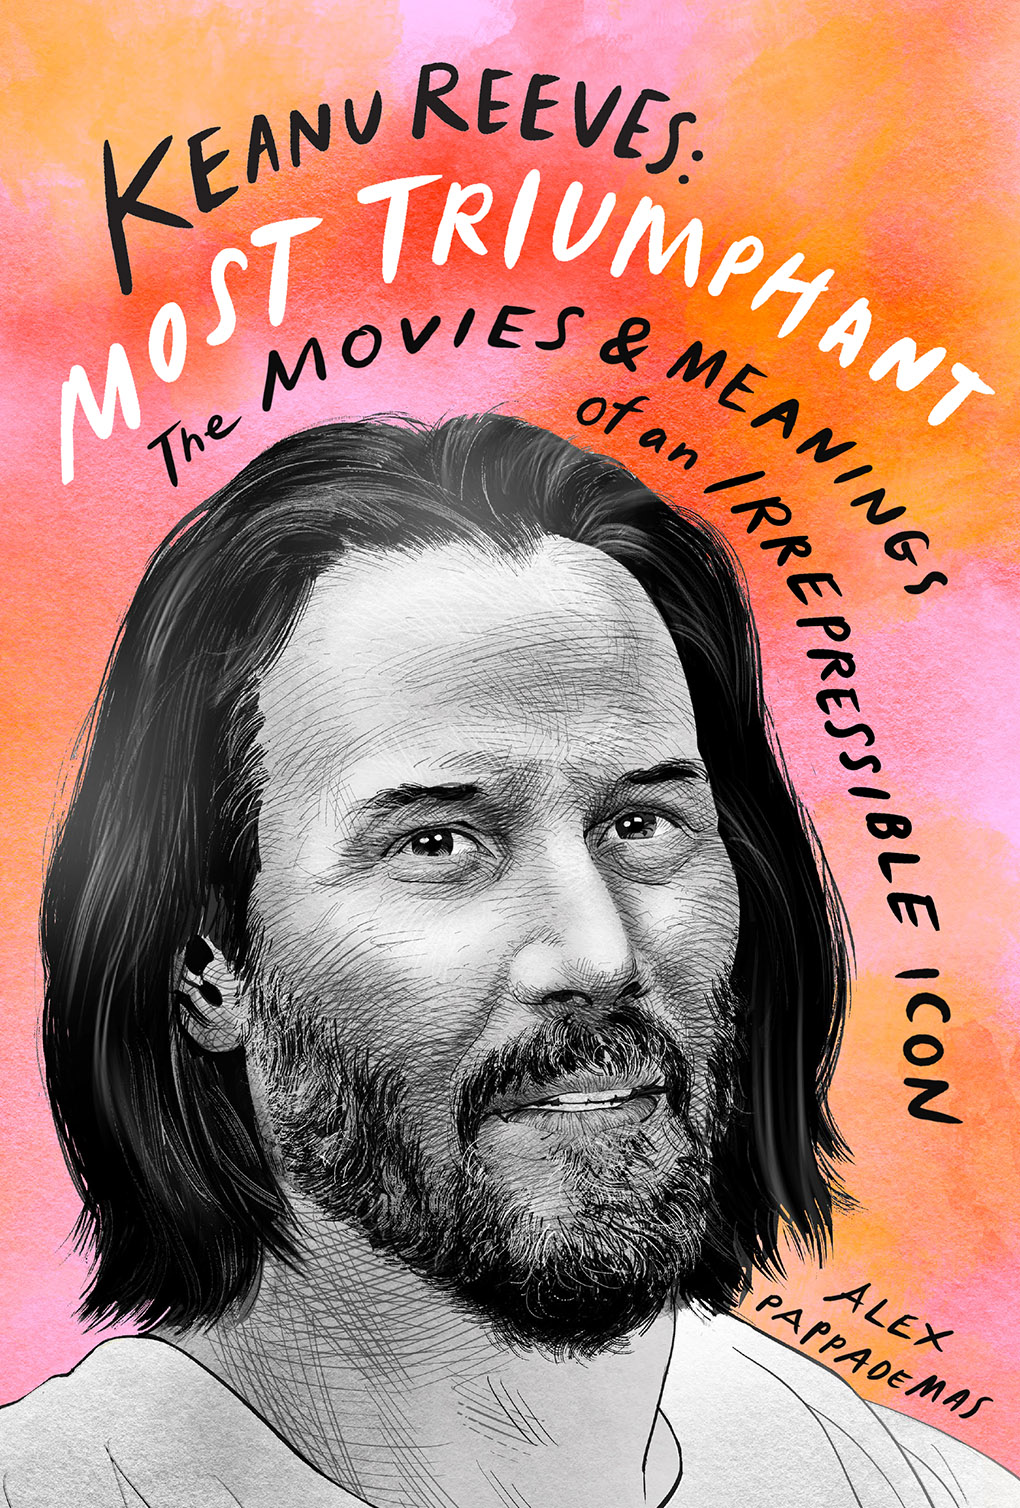 KEANU REEVES:
MOST TRIUMPHANT
The MOVIES & MEANINGS
of an IRREPRESSIBLE ICON
ALEX
PAPPADEMAS